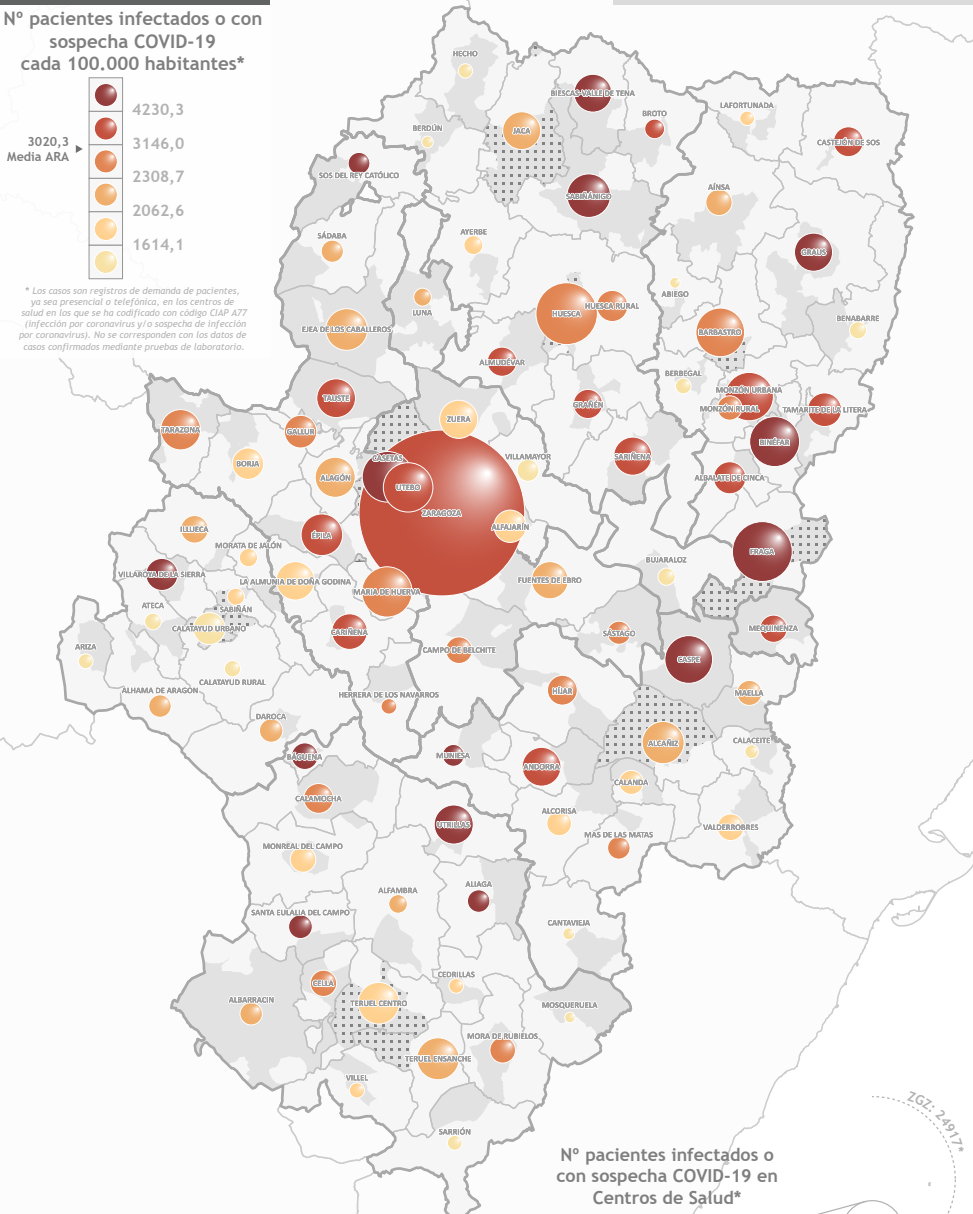 Nº pacientes infectados o con
sospecha COVID-19
cada 100.000 habitantes*
4230,3
3020,3
Media ARA
3146,0
2308,7
2062,6
1614,1
* Los casos son registros de demanda de pacientes,
ya sea presencial o telefónica, en los centros de
salud en los que se ha codificado con código CIAP A77
(infección por coronavirus y/o sospecha de infección
por coronavirus). No se corresponden con los datos de
casos confirmados mediante pruebas de laboratorio.
HECHO
BIESCAS-VALLE DE TENA
LAFORTUNADA
BROTO
BERDÚN
JACA
CASTEJÓN DE SOS
SOS DEL REY CATÓLICO
AÍNSA
SABIÑÁNIGO
AYERBE
SÁDABA
GRAUS
ABIEGO
HUESCA RURAL
LUNA
HUESCA
BENABARRE
EJEA DE LOS CABALLEROS
BARBASTRO
ALMUDÉVAR
BERBEGAL
MONZÓN URBANA
TAUSTE
GRAÑÉN
MONZÓN RURAL
TAMARITE DE LA LITERA
ZUERA
TARAZONA
GALLUR
BINÉFAR
CASETAS
VILLAMAYOR
SARIÑENA
BORJA
ALAGÓN
ALBALATE DE CINCA
UTEBO
ZARAGOZA
ALFAJARÍN
ILLUECA
ÉPILA
MORATA DE JALÓN
FRAGA
BUJARALOZ
VILLAROYA DE LA SIERRA
LA ALMUNIA DE DOÑA GODINA
FUENTES DE EBRO
MARIA DE HUERVA
ATECA
SABIÑÁN
CALATAYUD URBANO
CARIÑENA
SÁSTAGO
MEQUINENZA
ARIZA
CAMPO DE BELCHITE
CASPE
CALATAYUD RURAL
ALHAMA DE ARAGÓN
HERRERA DE LOS NAVARROS
HÍJAR
MAELLA
DAROCA
ALCAÑIZ
CALACEITE
BÁGUENA
MUNIESA
ANDORRA
CALANDA
CALAMOCHA
ALCORISA
UTRILLAS
VALDERROBRES
MAS DE LAS MATAS
MONREAL DEL CAMPO
ALIAGA
ALFAMBRA
SANTA EULALIA DEL CAMPO
CANTAVIEJA
CEDRILLAS
CELLA
ALBARRACIN
TERUEL CENTRO
MOSQUERUELA
MORA DE RUBIELOS
TERUEL ENSANCHE
VILLEL
SARRIÓN
ZGZ: 24917*
Nº pacientes infectados o
con sospecha COVID-19 en
Centros de Salud*